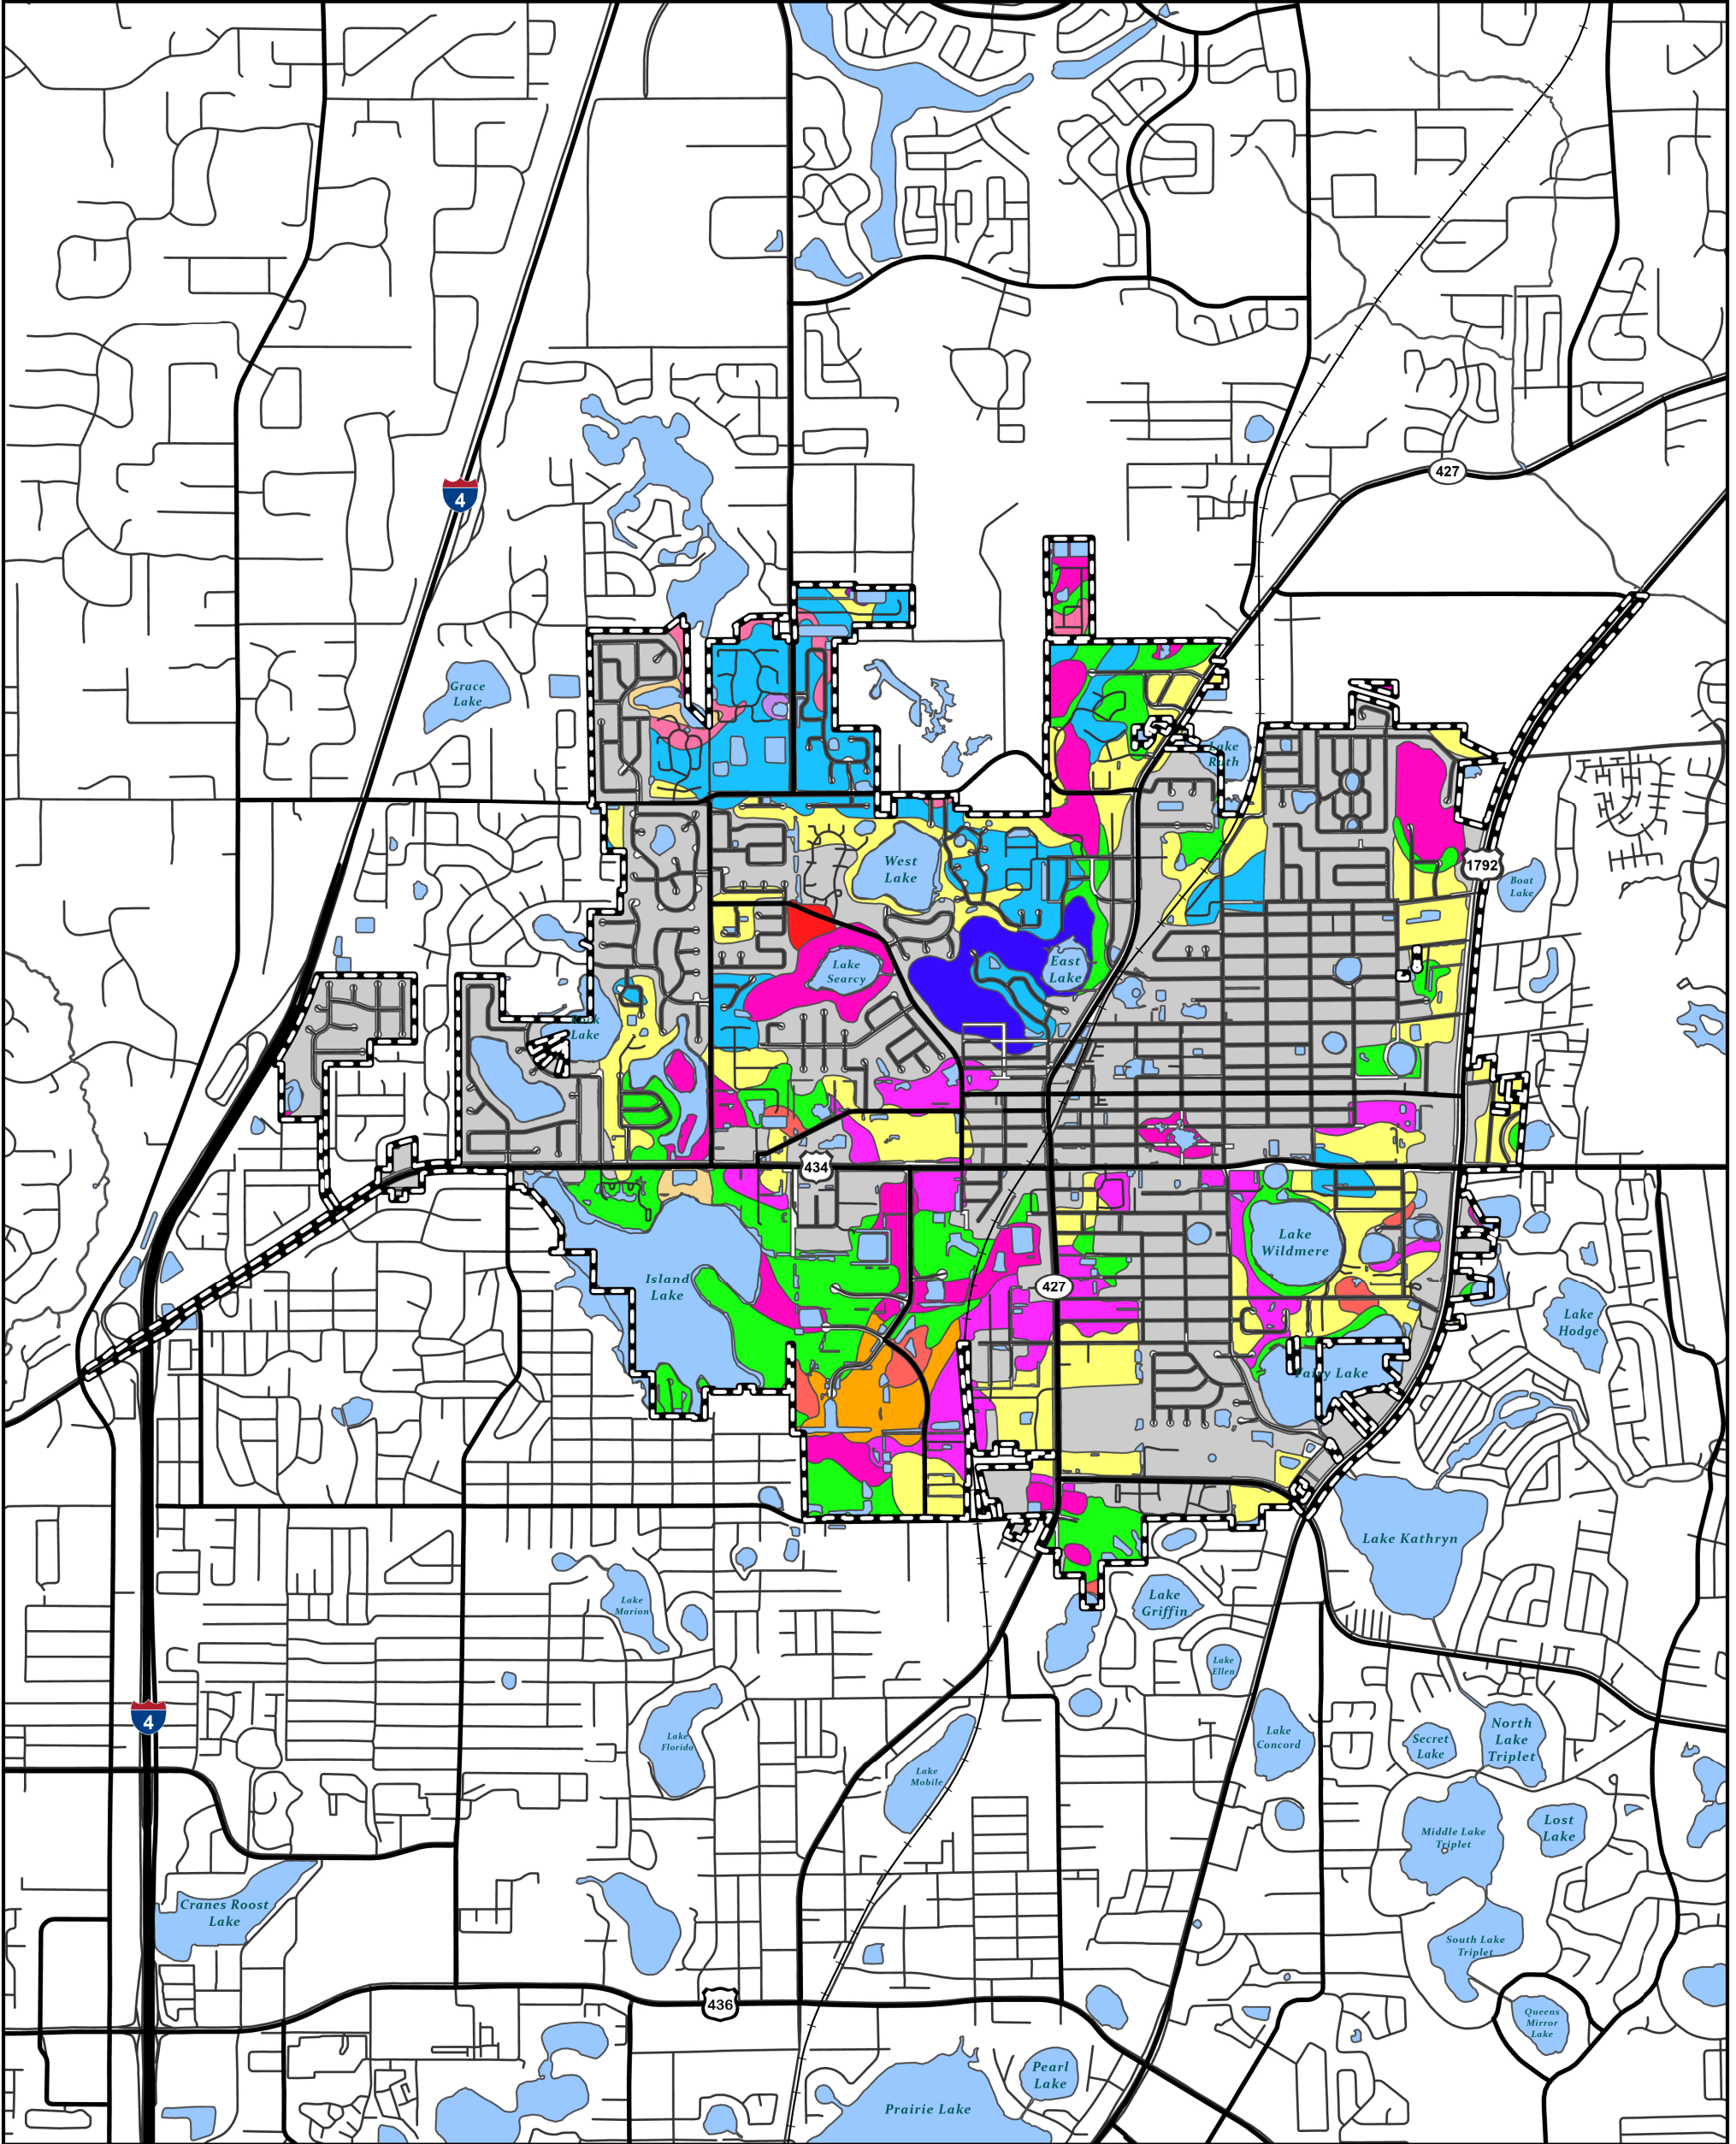 427
4
Grace
Lake
Lake
Ruth
West
Lake
1792
Boat
Lake
Lake
Searcy
East
Lake
Lake
434
Lake
Wildmere
Island
Lake
427
Lake
Hodge
Fairy Lake
Lake Kathryn
Lake
Marion
Lake
Griffin
Lake
Ellen
4
Lake
Florida
Lake
Concord
Secret
Lake
North
Lake
Triplet
Lake
Mobile
Middle Lake
Triplet
Lost
Lake
Cranes Roost
Lake
South Lake
Triplet
436
Queens
Mirror
Lake
Pearl
Lake
Prairie Lake